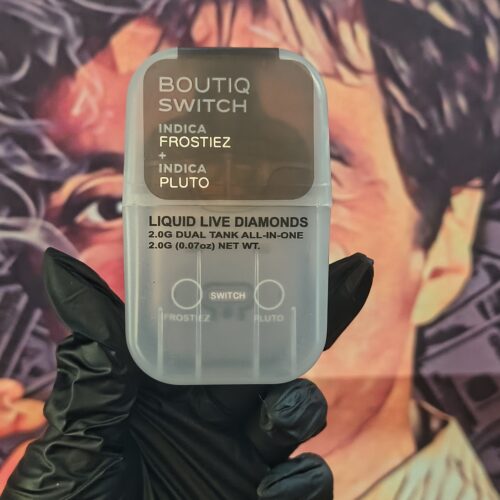 BOUTIQ
SWITCH
INDICA
FROSTIEZ
+
INDICA
PLUTO
LIQUID LIVE DIAMONDS
2.0G DUAL TANK ALL-IN-ONE
2.0G (0.07oz) NET WT.
SWITCH
FROSTIEZ PLUTO